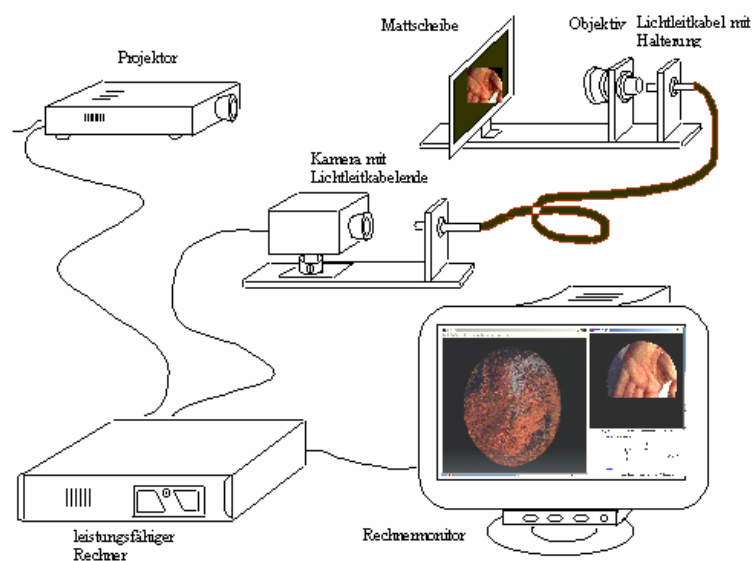 Mattscheibe
Objektiv
Lichtleitkabel mit
Halterung
Projektor
Kamera mit
Lichtleitkabelende
leistungsfähiger
Rechner
Rechnermonitor